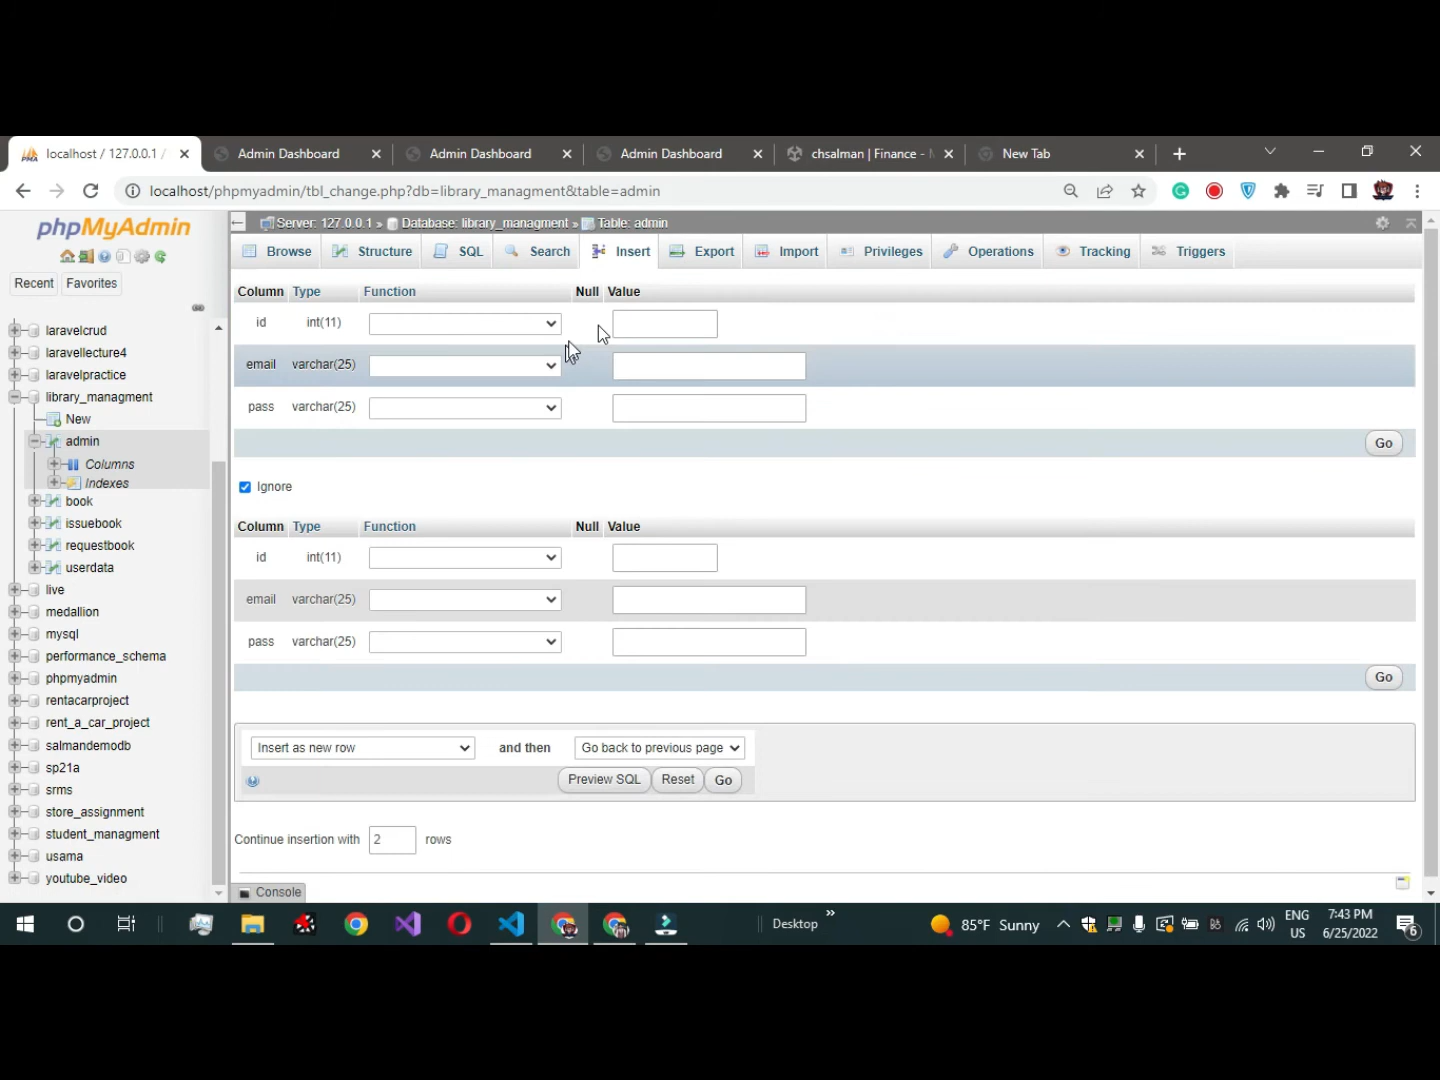 localhost / 127.0.0.1 /
Admin Dashboard
Admin Dashboard
Admin Dashboard
chsalman | Finance -
New Tab
localhost/phpmyadmin/tbl_change.php?db=library_managment&table=admin
phpMyAdmin
Server: 127.0.0.1 » Database: library_managment » Table: admin
Browse Structure SQL Search Insert Export Import Privileges Operations Tracking Triggers
Recent Favorites
laravelcrud
laravellecture4
laravelpractice
library_managment
New
admin
Columns
Indexes
book
issuebook
requestbook
userdata
live
medallion
mysql
performance_schema
phpmyadmin
rentacarproject
rent_a_car_project
salmandemodb
sp21a
srms
store_assignment
student_managment
usama
youtube_video
Column Type Function Null Value
id int(11)
email varchar(25)
pass varchar(25)
Go
Ignore
Column Type Function Null Value
id int(11)
email varchar(25)
pass varchar(25)
Go
Insert as new row and then Go back to previous page
Preview SQL Reset Go
Continue insertion with 2 rows
Console
Desktop »
85°F Sunny
ENG
US
7:43 PM
6/25/2022
6